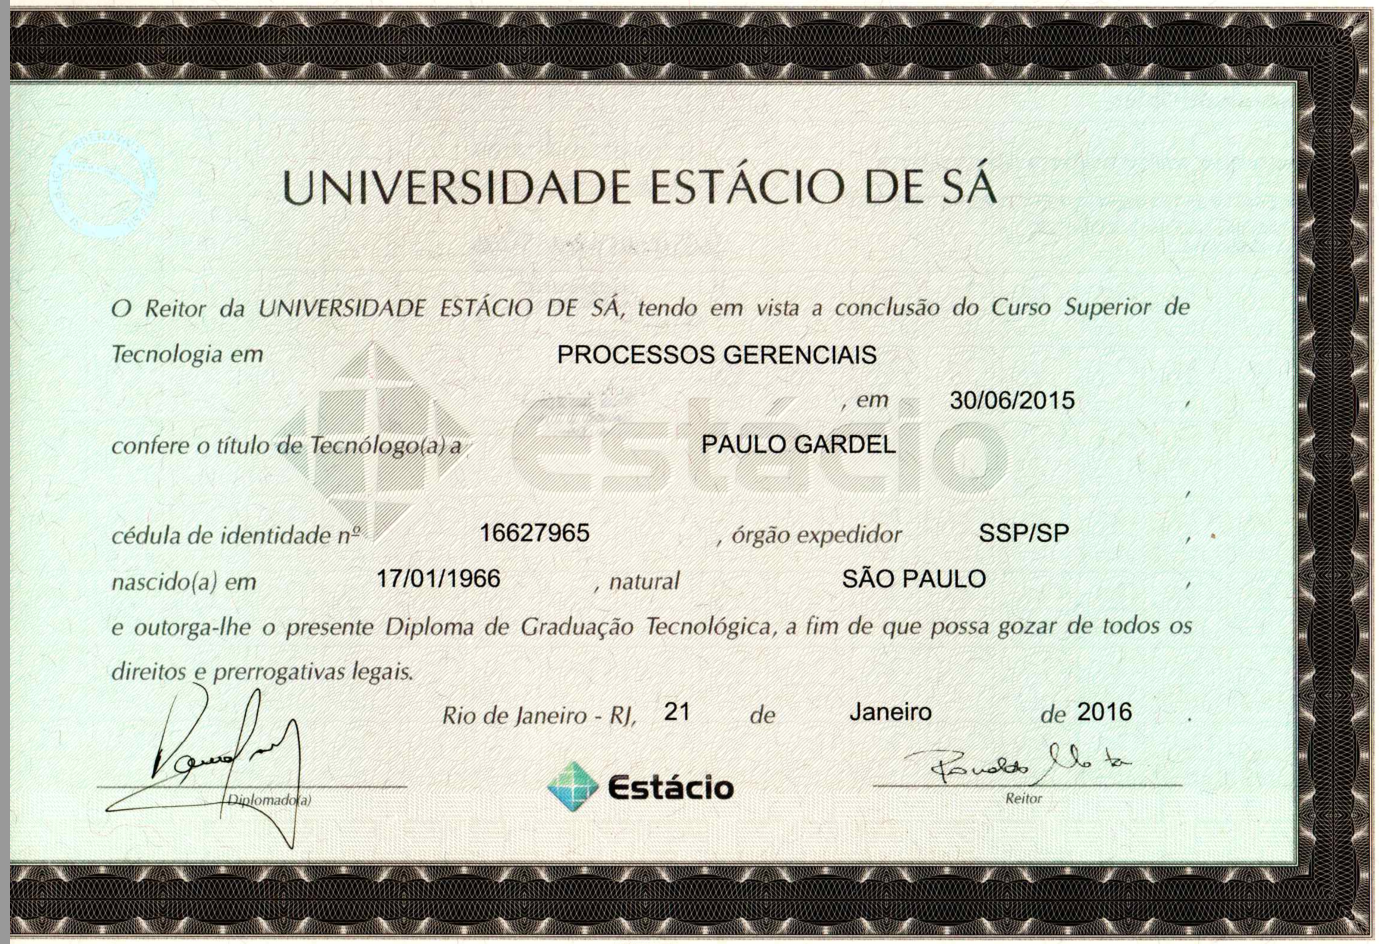 UNIVERSIDADE ESTÁCIO DE SÁ
O Reitor da UNIVERSIDADE ESTÁCIO DE SÁ, tendo em vista a conclusão do Curso Superior de
Tecnologia em PROCESSOS GERENCIAIS
, em 30/06/2015 ,
confere o título de Tecnólogo(a) a PAULO GARDEL
,
Estácio
cédula de identidade nº 16627965 , órgão expedidor SSP/SP ,
nascido(a) em 17/01/1966 , natural SÃO PAULO ,
e outorga-lhe o presente Diploma de Graduação Tecnológica, a fim de que possa gozar de todos os
direitos e prerrogativas legais.
Rio de Janeiro - RJ, 21 de Janeiro de 2016 .
Ronaldo Mota
Diplomado(a)
Estácio
Reitor